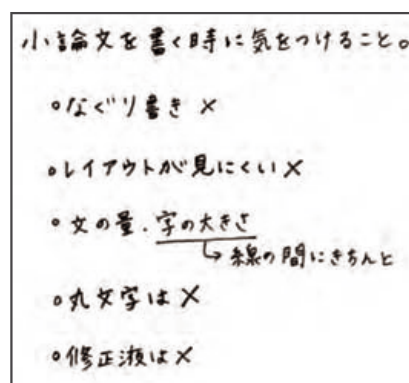 小論文を書く時に気をつけること。
○なぐり書き ×
○レイアウトが見にくい×
○文の量.字の大きさ
↳線の間にきちんと
○丸文字は×
○修正液は×